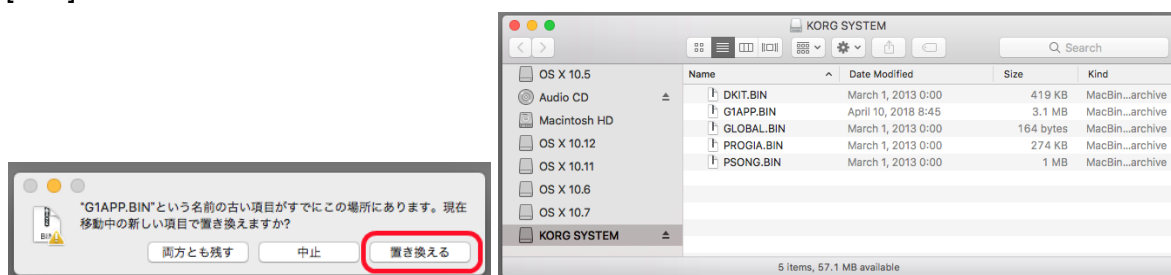 "G1APP.BIN"という名前の古い項目がすでにこの場所にあります。現在
移動中の新しい項目で置き換えますか?
両方とも残す 中止 置き換える
KORG SYSTEM
Search
OS X 10.5
Audio CD
Macintosh HD
OS X 10.12
OS X 10.11
OS X 10.6
OS X 10.7
KORG SYSTEM
Name Date Modified Size Kind
DKIT.BIN March 1, 2013 0:00 419 KB MacBin...archive
G1APP.BIN April 10, 2018 8:45 3.1 MB MacBin...archive
GLOBAL.BIN March 1, 2013 0:00 164 bytes MacBin...archive
PROGIA.BIN March 1, 2013 0:00 274 KB MacBin...archive
PSONG.BIN March 1, 2013 0:00 1 MB MacBin...archive
5 items, 57.1 MB available